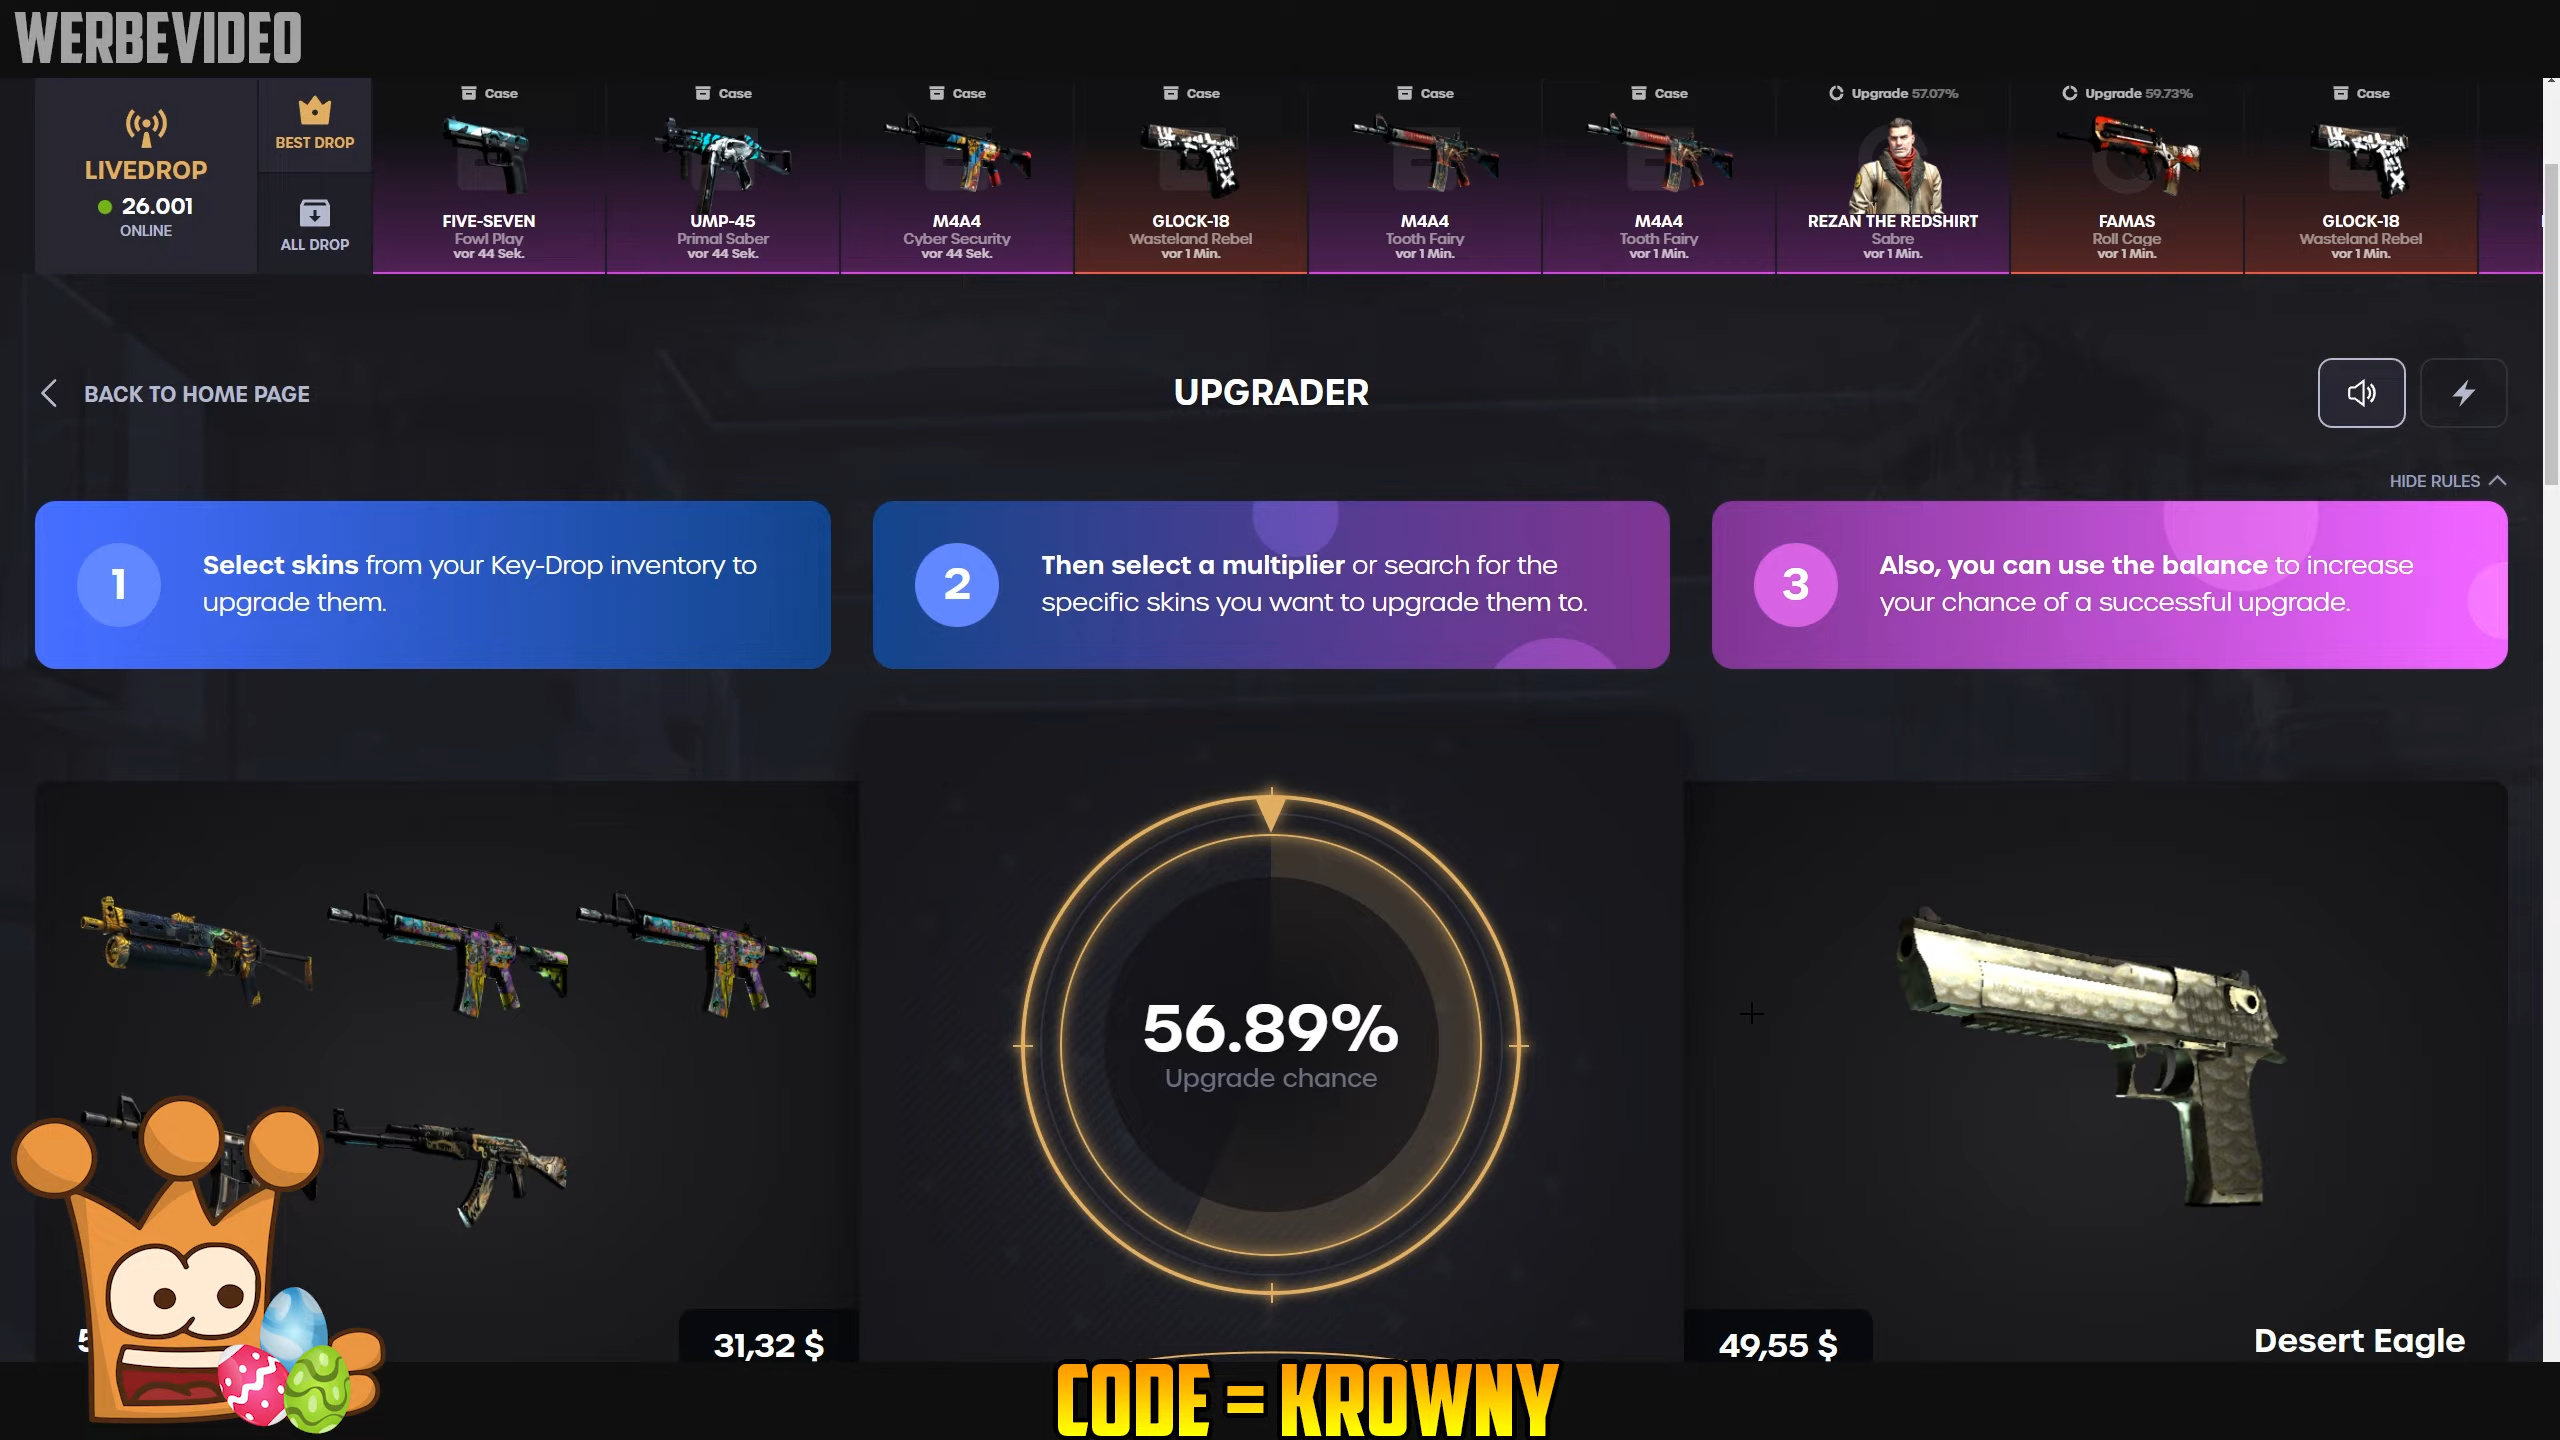 WERBEVIDEO
LIVEDROP
26.001
ONLINE
BEST DROP
ALL DROP
Case
FIVE-SEVEN
Fowl Play
vor 44 Sek.
Case
UMP-45
Primal Saber
vor 44 Sek.
Case
M4A4
Cyber Security
vor 44 Sek.
Case
GLOCK-18
Wasteland Rebel
vor 1 Min.
Case
M4A4
Tooth Fairy
vor 1 Min.
Case
M4A4
Tooth Fairy
vor 1 Min.
Upgrade 57.07%
REZAN THE REDSHIRT
Sabre
vor 1 Min.
Upgrade 59.73%
FAMAS
Roll Cage
vor 1 Min.
Case
GLOCK-18
Wasteland Rebel
vor 1 Min.
BACK TO HOME PAGE
UPGRADER
HIDE RULES
1
Select skins from your Key-Drop inventory to
upgrade them.
2
Then select a multiplier or search for the
specific skins you want to upgrade them to.
3
Also, you can use the balance to increase
your chance of a successful upgrade.
56.89%
Upgrade chance
31,32 $
49,55 $
Desert Eagle
CODE = KROWNY